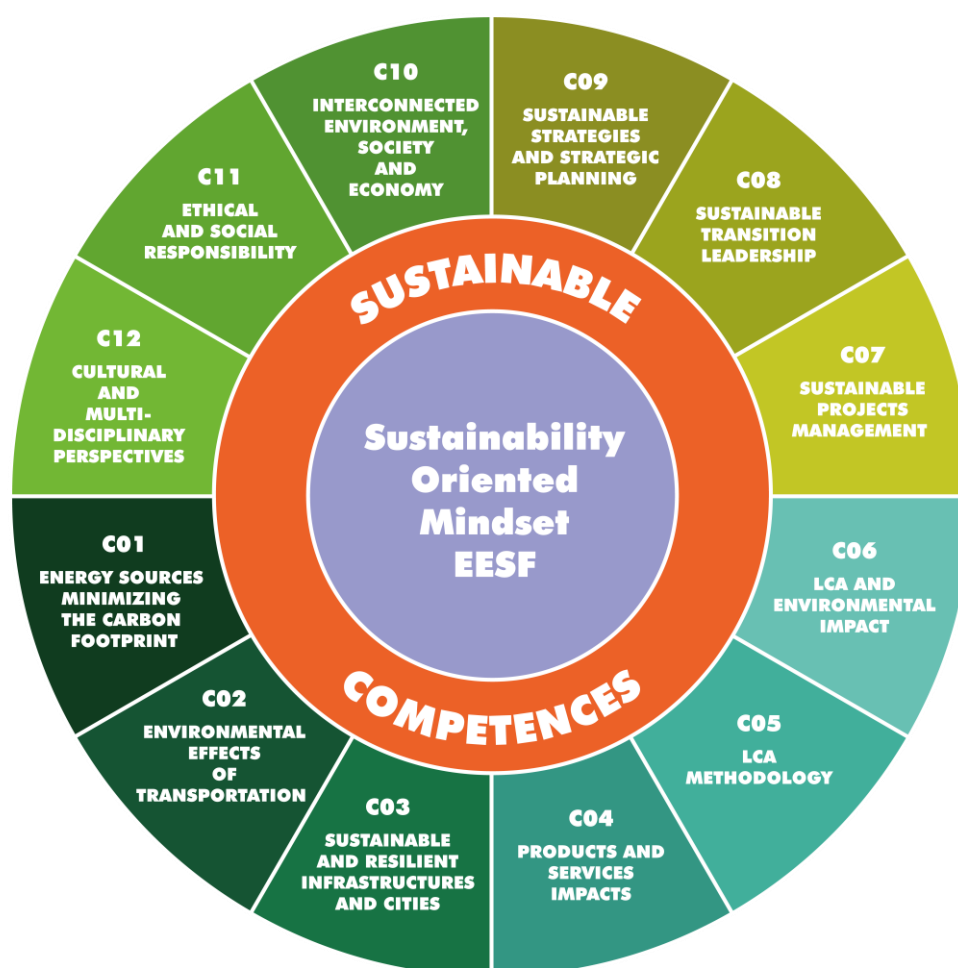 C10
INTERCONNECTED
ENVIRONMENT,
SOCIETY
AND
ECONOMY
C09
SUSTAINABLE
STRATEGIES
AND STRATEGIC
PLANNING
C11
ETHICAL
AND SOCIAL
RESPONSIBILITY
C08
SUSTAINABLE
TRANSITION
LEADERSHIP
C12
CULTURAL
AND
MULTI-
DISCIPLINARY
PERSPECTIVES
C07
SUSTAINABLE
PROJECTS
MANAGEMENT
SUSTAINABLE
Sustainability
Oriented
Mindset
EESF
COMPETENCES
C01
ENERGY SOURCES
MINIMIZING
THE CARBON
FOOTPRINT
C06
LCA AND
ENVIRONMENTAL
IMPACT
C02
ENVIRONMENTAL
EFFECTS
OF
TRANSPORTATION
C05
LCA
METHODOLOGY
C03
SUSTAINABLE
AND RESILIENT
INFRASTRUCTURES
AND CITIES
C04
PRODUCTS AND
SERVICES
IMPACTS